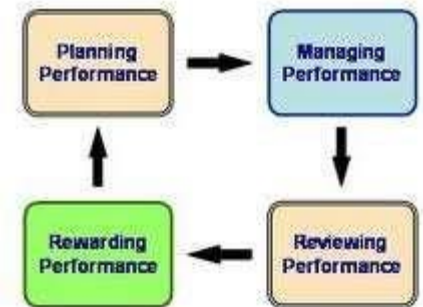 Planning
Performance
Managing
Performance
Rewarding
Performance
Reviewing
Performance